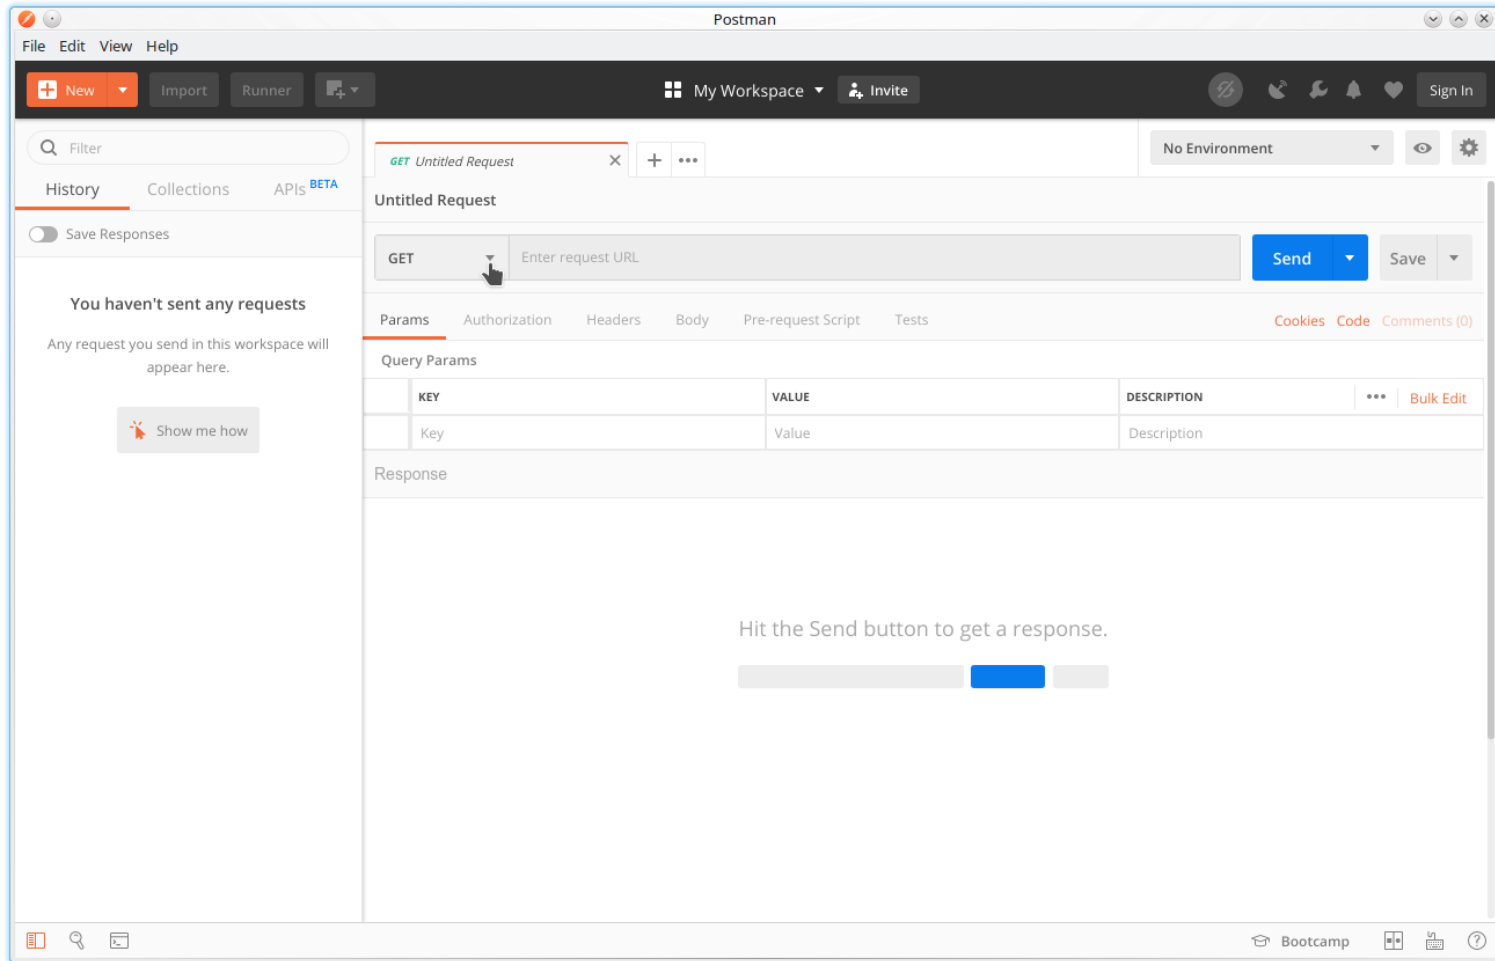 Postman
File Edit View Help
New Import Runner My Workspace Invite Sign In
Filter
History Collections APIs BETA
Save Responses
You haven't sent any requests
Any request you send in this workspace will
appear here.
Show me how
GET Untitled Request
No Environment
Untitled Request
GET Enter request URL Send Save
Params Authorization Headers Body Pre-request Script Tests Cookies Code Comments (0)
Query Params
KEY VALUE DESCRIPTION Bulk Edit
Key Value Description
Response
Hit the Send button to get a response.
Bootcamp